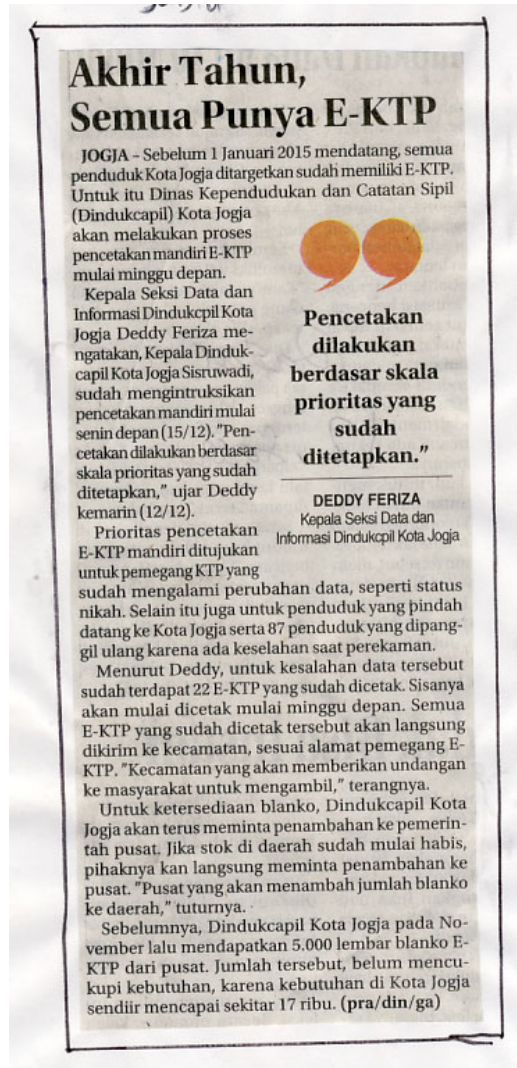 Akhir Tahun,
Semua Punya E-KTP
JOGJA – Sebelum 1 Januari 2015 mendatang, semua
penduduk Kota Jogja ditargetkan sudah memiliki E-KTP.
Untuk itu Dinas Kependudukan dan Catatan Sipil
(Dindukcapil) Kota Jogja
akan melakukan proses
pencetakan mandiri E-KTP
mulai minggu depan.
Kepala Seksi Data dan
Informasi Dindukcpil Kota
Jogja Deddy Feriza me-
ngatakan, Kepala Dinduk-
capil Kota Jogja Sisruwadi,
sudah mengintruksikan
pencetakan mandiri mulai
senin depan (15/12). "Pen-
cetakan dilakukan berdasar
skala prioritas yang sudah
ditetapkan," ujar Deddy
kemarin (12/12).
Prioritas pencetakan
E-KTP mandiri ditujukan
untuk pemegang KTP yang
sudah mengalami perubahan data, seperti status
nikah. Selain itu juga untuk penduduk yang pindah
datang ke Kota Jogja serta 87 penduduk yang dipang-
gil ulang karena ada keselahan saat perekaman.
Menurut Deddy, untuk kesalahan data tersebut
sudah terdapat 22 E-KTP yang sudah dicetak. Sisanya
akan mulai dicetak mulai minggu depan. Semua
E-KTP yang sudah dicetak tersebut akan langsung
dikirim ke kecamatan, sesuai alamat pemegang E-
KTP. "Kecamatan yang akan memberikan undangan
ke masyarakat untuk mengambil," terangnya.
Untuk ketersediaan blanko, Dindukcapil Kota
Jogja akan terus meminta penambahan ke pemerin-
tah pusat. Jika stok di daerah sudah mulai habis,
pihaknya kan langsung meminta penambahan ke
pusat. "Pusat yang akan menambah jumlah blanko
ke daerah," tuturnya.
Sebelumnya, Dindukcapil Kota Jogja pada No-
vember lalu mendapatkan 5.000 lembar blanko E-
KTP dari pusat. Jumlah tersebut, belum mencu-
kupi kebutuhan, karena kebutuhan di Kota Jogja
sendiir mencapai sekitar 17 ribu. (pra/din/ga)
”
Pencetakan
dilakukan
berdasar skala
prioritas yang
sudah
ditetapkan."
DEDDY FERIZA
Kepala Seksi Data dan
Informasi Dindukcpil Kota Jogja